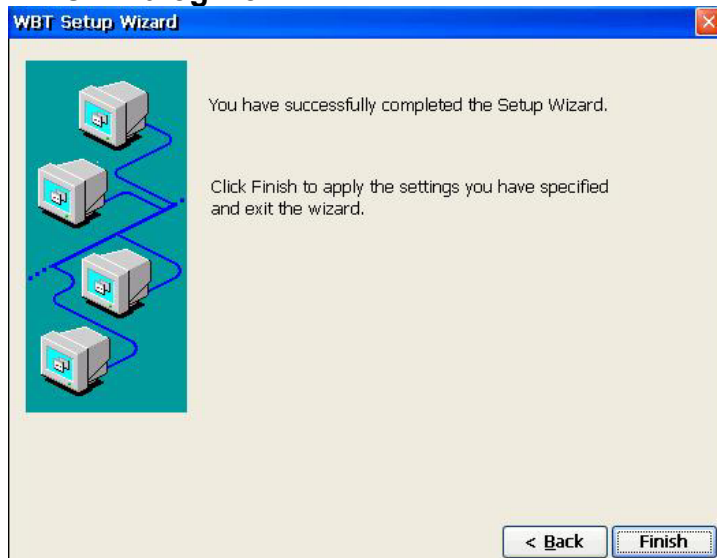 WBT Setup Wizard
You have successfully completed the Setup Wizard.
Click Finish to apply the settings you have specified
and exit the wizard.
< Back
Finish